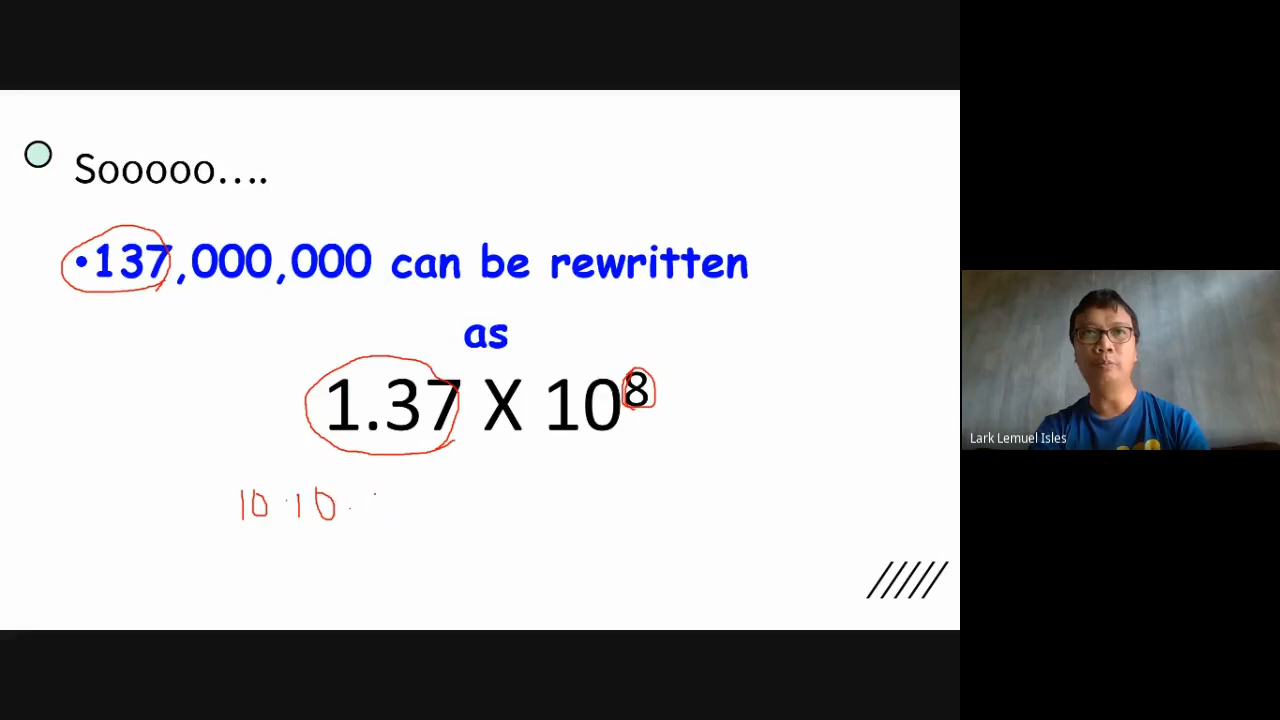 Sooooo....
•137,000,000 can be rewritten
as
1.37 X 10⁸
10 · 10 ·
Lark Lemuel Isles